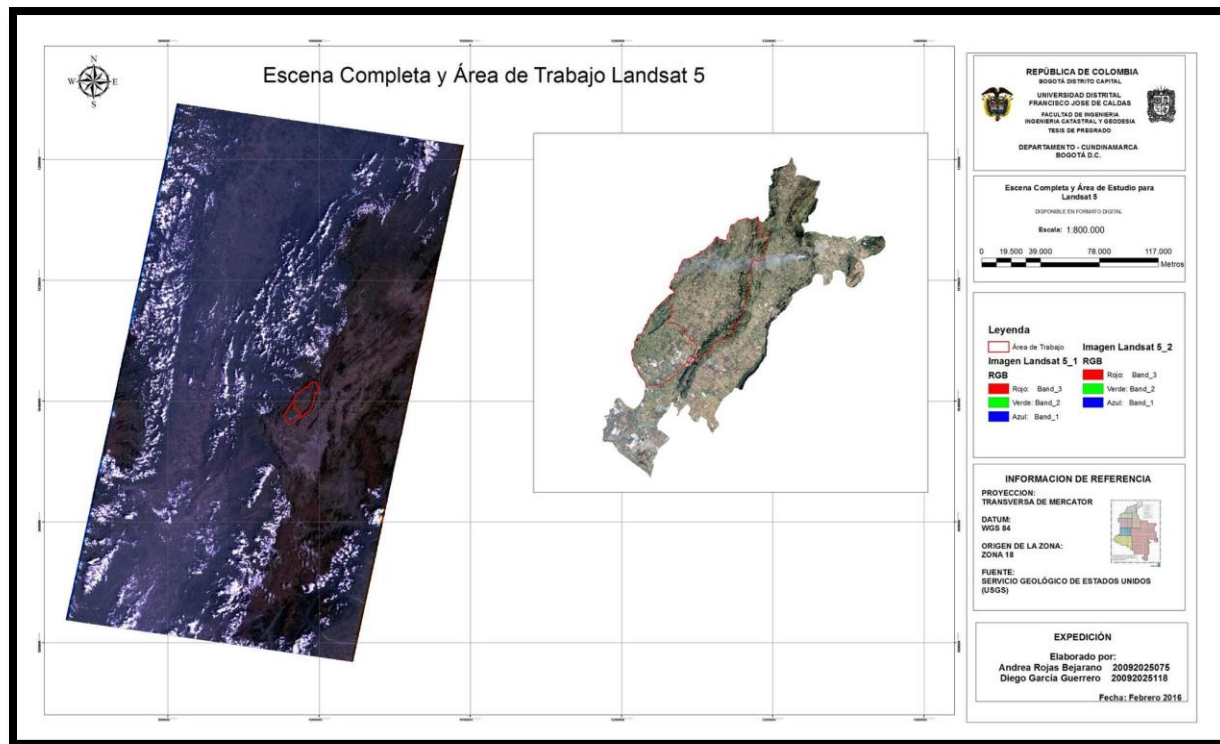 N
W
E
S
Escena Completa y Área de Trabajo Landsat 5
REPÚBLICA DE COLOMBIA
BOGOTÁ DISTRITO CAPITAL
UNIVERSIDAD DISTRITAL
FRANCISCO JOSE DE CALDAS
FACULTAD DE INGENIERIA
INGENIERIA CATASTRAL Y GEODESIA
TESIS DE PREGRADO
DEPARTAMENTO - CUNDINAMARCA
BOGOTÁ D.C.
Escena Completa y Área de Estudio para
Landsat 5
DISPONIBLE EN FORMATO DIGITAL
Escala: 1:800.000
0 19.500 39.000 78.000 117.000
Metros
Leyenda
Área de Trabajo
Imagen Landsat 5_1
RGB
Rojo: Band_3
Verde: Band_2
Azul: Band_1
Imagen Landsat 5_2
RGB
Rojo: Band_3
Verde: Band_2
Azul: Band_1
INFORMACION DE REFERENCIA
PROYECCION:
TRANSVERSA DE MERCATOR
DATUM:
WGS 84
ORIGEN DE LA ZONA:
ZONA 18
FUENTE:
SERVICIO GEOLÓGICO DE ESTADOS UNIDOS
(USGS)
EXPEDICIÓN
Elaborado por:
Andrea Rojas Bejarano 20092025075
Diego García Guerrero 20092025118
Fecha: Febrero 2016